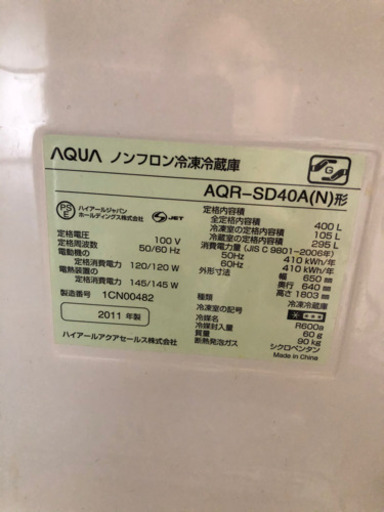 AQUA ノンフロン冷凍冷蔵庫
G
AQR-SD40A(N)形
PS
E
ハイアールジャパン
ホールディングス株式会社
S JET
定格電圧 100 V
定格周波数 50/60 Hz
電動機の
定格消費電力 120/120 W
電熱装置の
定格消費電力 145/145 W
製造番号 1CN00482
2011 年製
ハイアールアクアセールス株式会社
定格内容積
全定格内容積 400 L
冷凍室の定格内容積 105 L
冷蔵室の定格内容積 295 L
消費電力量(JIS C 9801-2006年)
50Hz 410 kWh/年
60Hz 410 kWh/年
外形寸法 幅 650 mm
奥行 640 mm
高さ 1803 mm
種類 冷凍冷蔵庫
冷凍室の記号
冷媒名 R600a
冷媒封入量 60 g
質量 90 kg
断熱発泡ガス シクロペンタン
Made in China